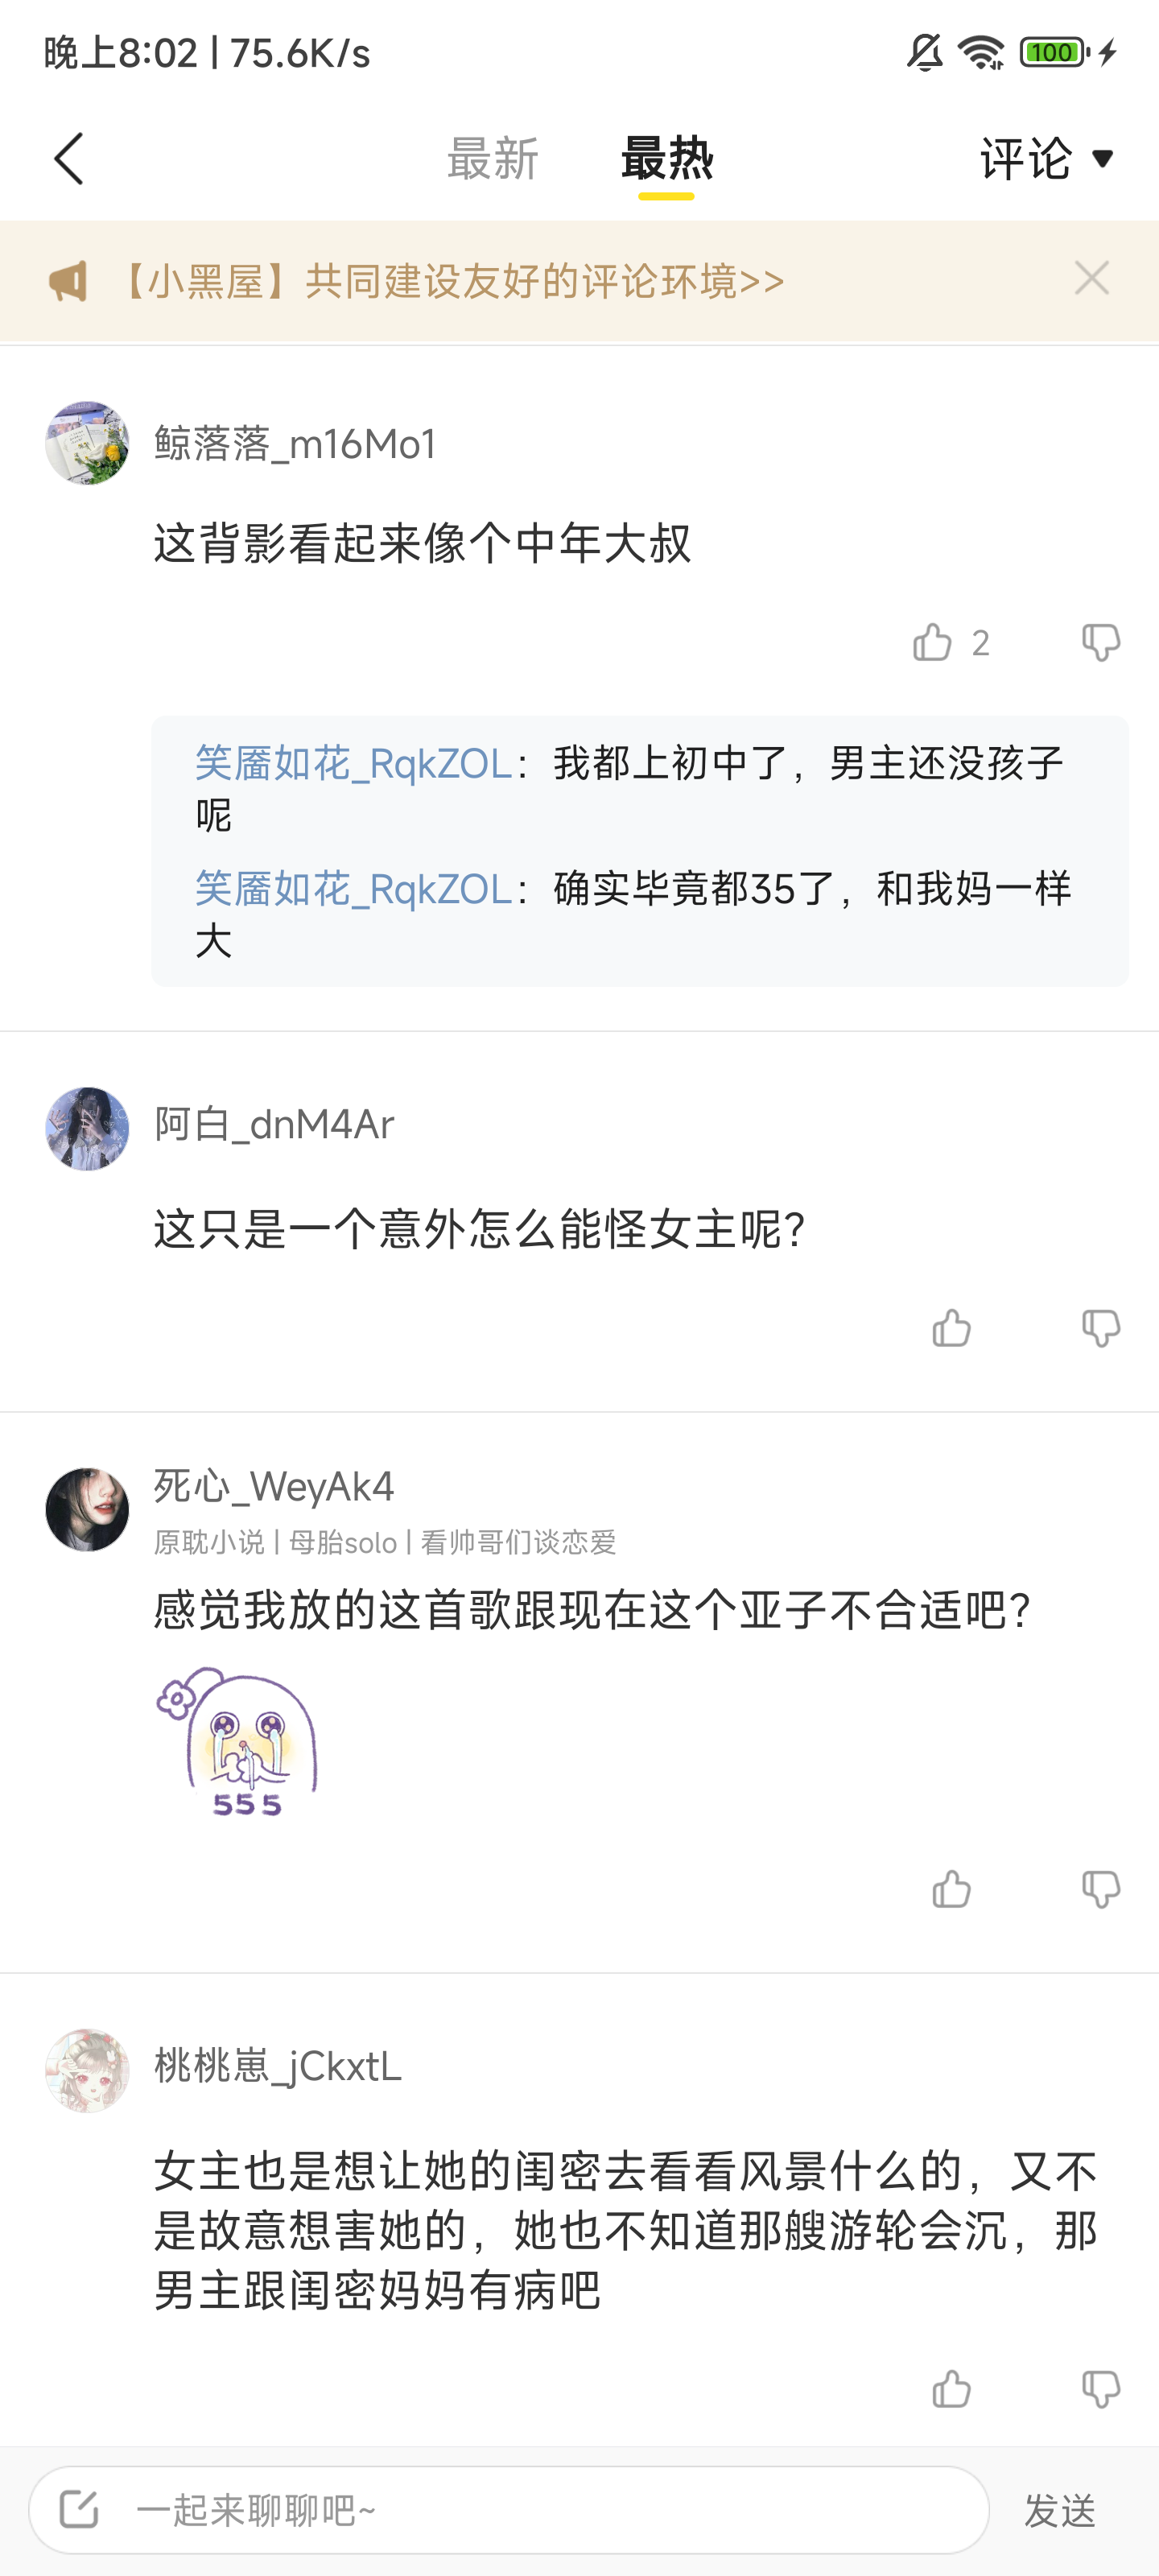 晚上8:02 | 75.6K/s
100
最新
最热
评论
【小黑屋】共同建设友好的评论环境>>
鲸落落_m16Mo1
这背影看起来像个中年大叔
2
笑靥如花_RqkZOL：我都上初中了，男主还没孩子
呢
笑靥如花_RqkZOL：确实毕竟都35了，和我妈一样
大
阿白_dnM4Ar
这只是一个意外怎么能怪女主呢？
死心_WeyAk4
原耽小说 | 母胎solo | 看帅哥们谈恋爱
感觉我放的这首歌跟现在这个亚子不合适吧？
555
桃桃崽_jCkxtL
女主也是想让她的闺密去看看风景什么的，又不
是故意想害她的，她也不知道那艘游轮会沉，那
男主跟闺密妈妈有病吧
一起来聊聊吧~
发送